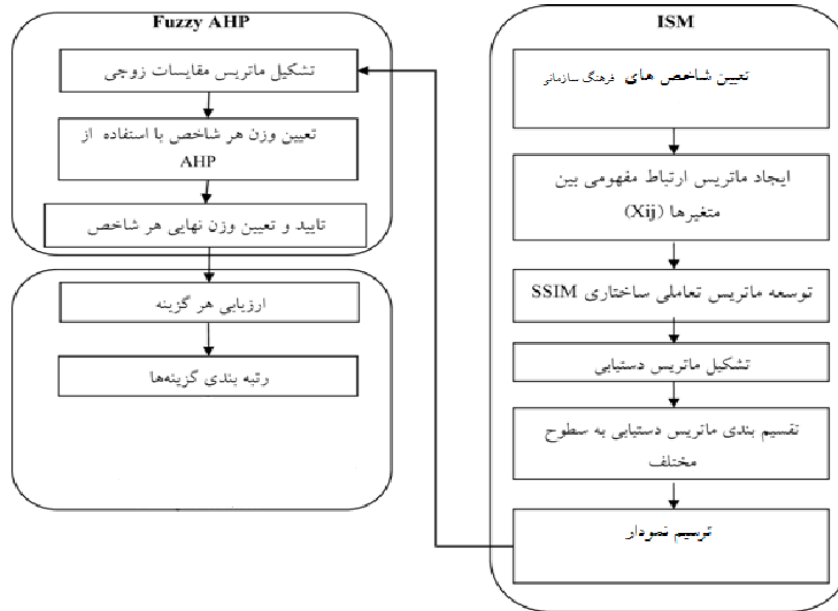 ISM
تعیین شاخص های فرهنگ سازمانی
ایجاد ماتریس ارتباط مفهومی بین
متغیرها (Xij)
توسعه ماتریس تعاملی ساختاری SSIM
تشکیل ماتریس دستیابی
تقسیم بندی ماتریس دستیابی به سطوح
مختلف
ترسیم نمودار
Fuzzy AHP
تشکیل ماتریس مقایسات زوجی
تعیین وزن هر شاخص با استفاده از
AHP
تایید و تعیین وزن نهایی هر شاخص
ارزیابی هر گزینه
رتبه بندی گزینه‌ها